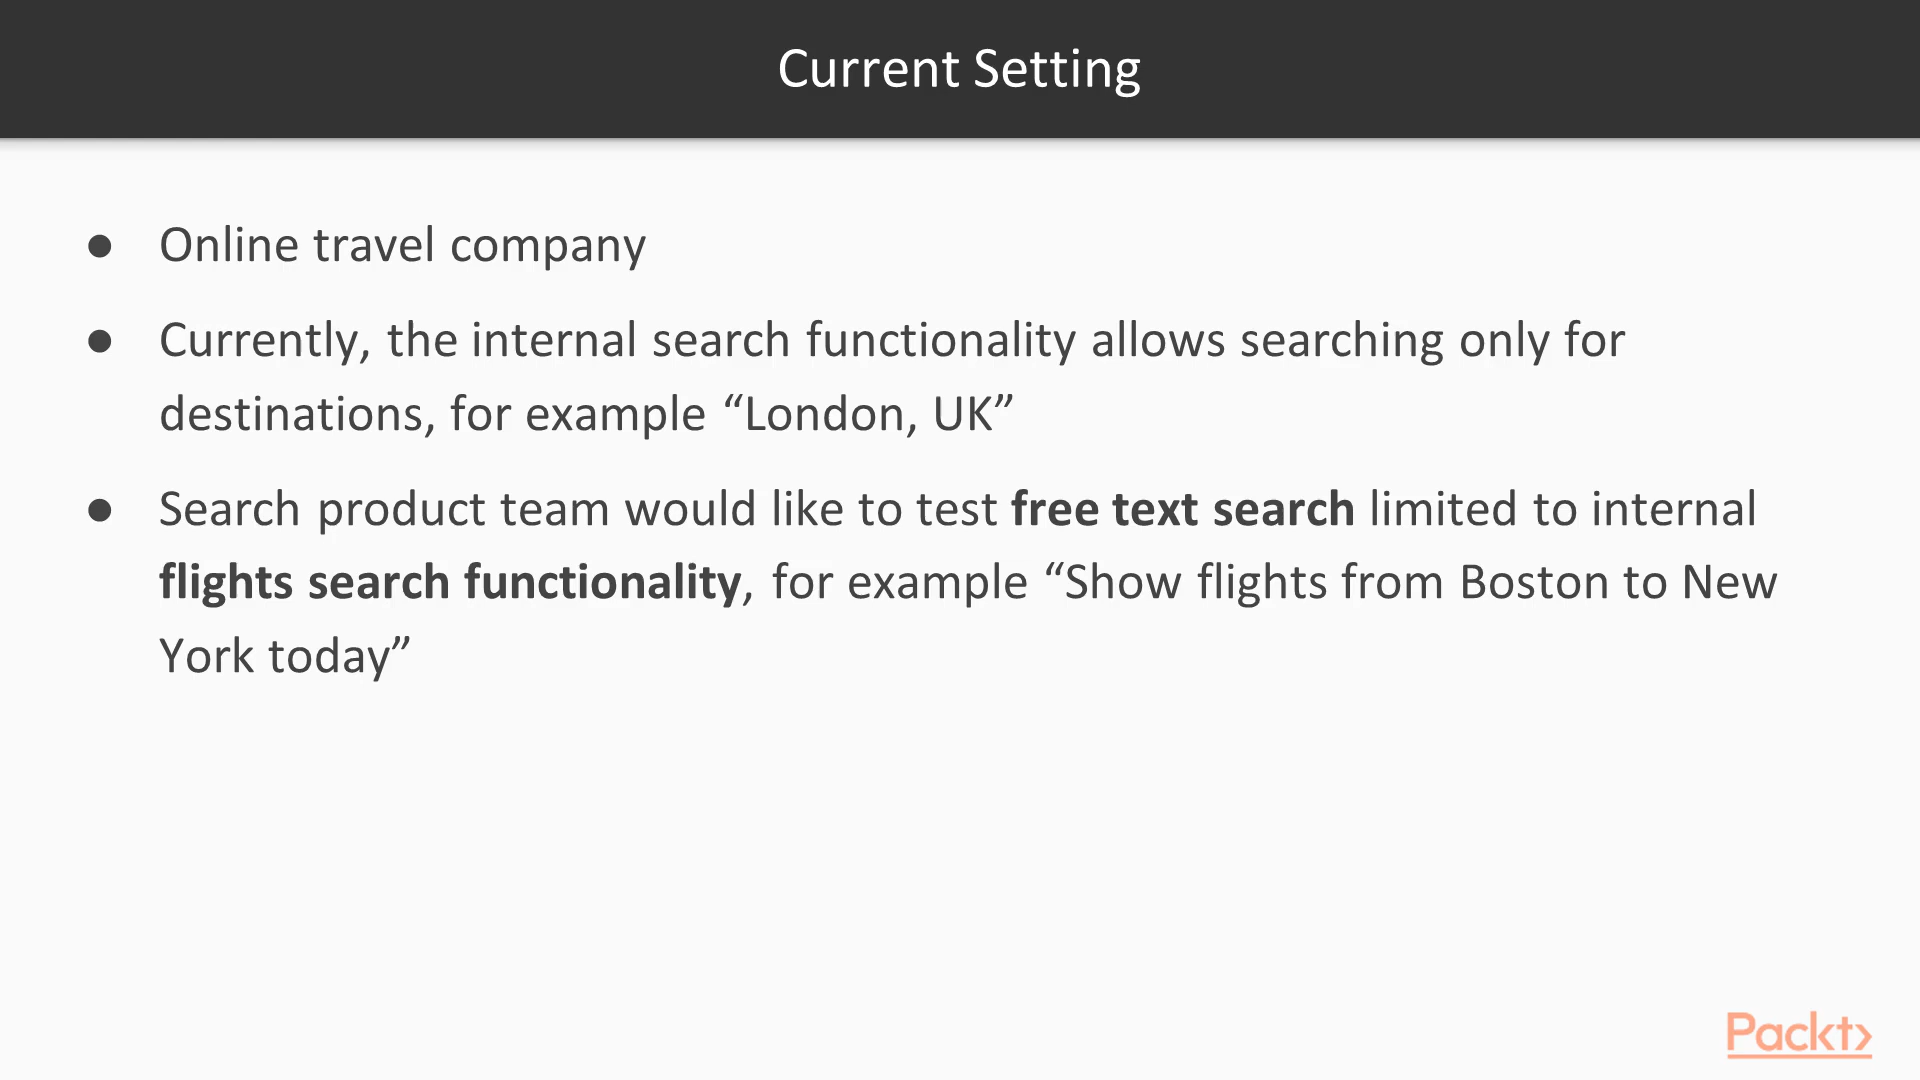 Current Setting
● Online travel company
● Currently, the internal search functionality allows searching only for
destinations, for example “London, UK”
● Search product team would like to test free text search limited to internal
flights search functionality, for example “Show flights from Boston to New
York today”
Packt>